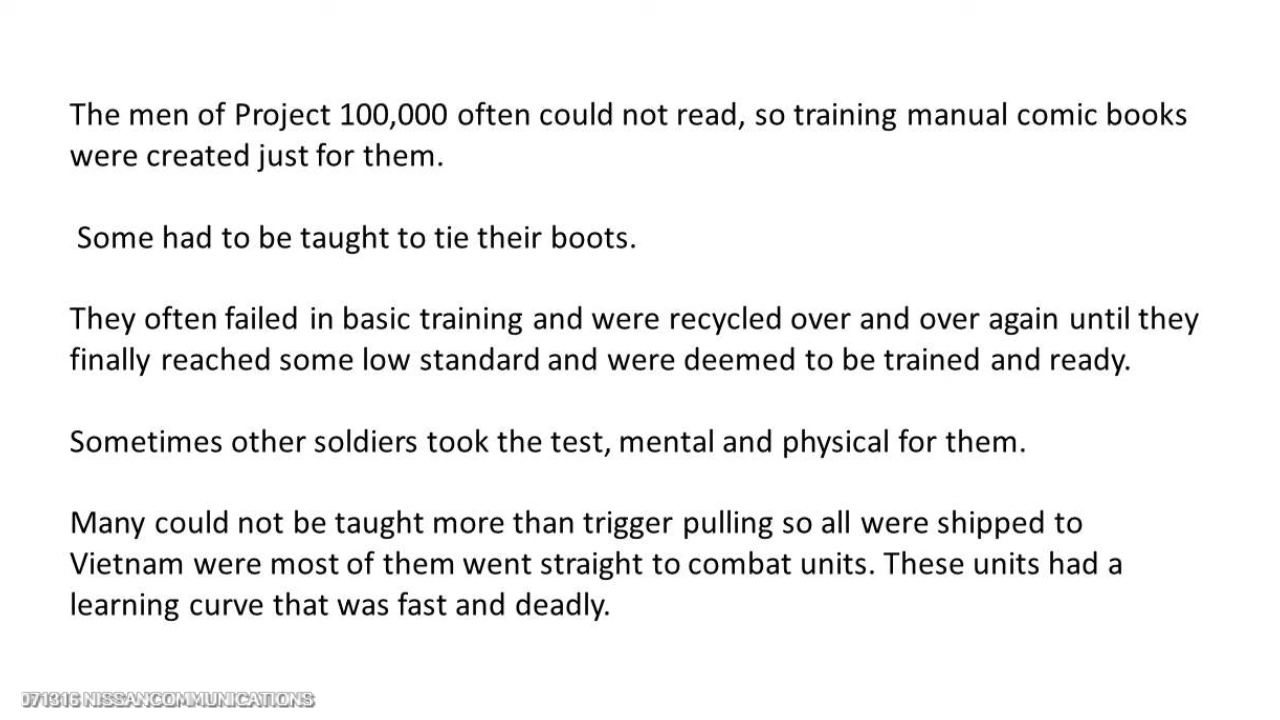 The men of Project 100,000 often could not read, so training manual comic books
were created just for them.
Some had to be taught to tie their boots.
They often failed in basic training and were recycled over and over again until they
finally reached some low standard and were deemed to be trained and ready.
Sometimes other soldiers took the test, mental and physical for them.
Many could not be taught more than trigger pulling so all were shipped to
Vietnam were most of them went straight to combat units. These units had a
learning curve that was fast and deadly.
071316 NISSANCOMMUNICATIONS